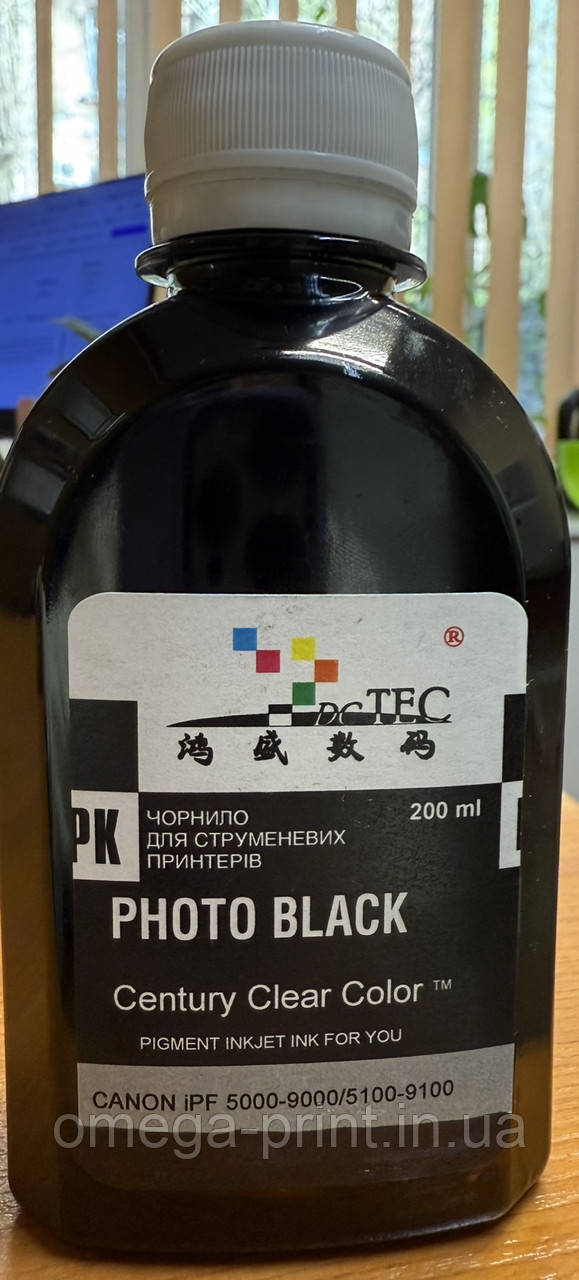 ®
DCTEC
鸿盛数码
PK
ЧОРНИЛО
ДЛЯ СТРУМЕНЕВИХ
ПРИНТЕРІВ
200 ml
PHOTO BLACK
Century Clear Color ™
PIGMENT INKJET INK FOR YOU
CANON iPF 5000-9000/5100-9100
omega-print.in.ua